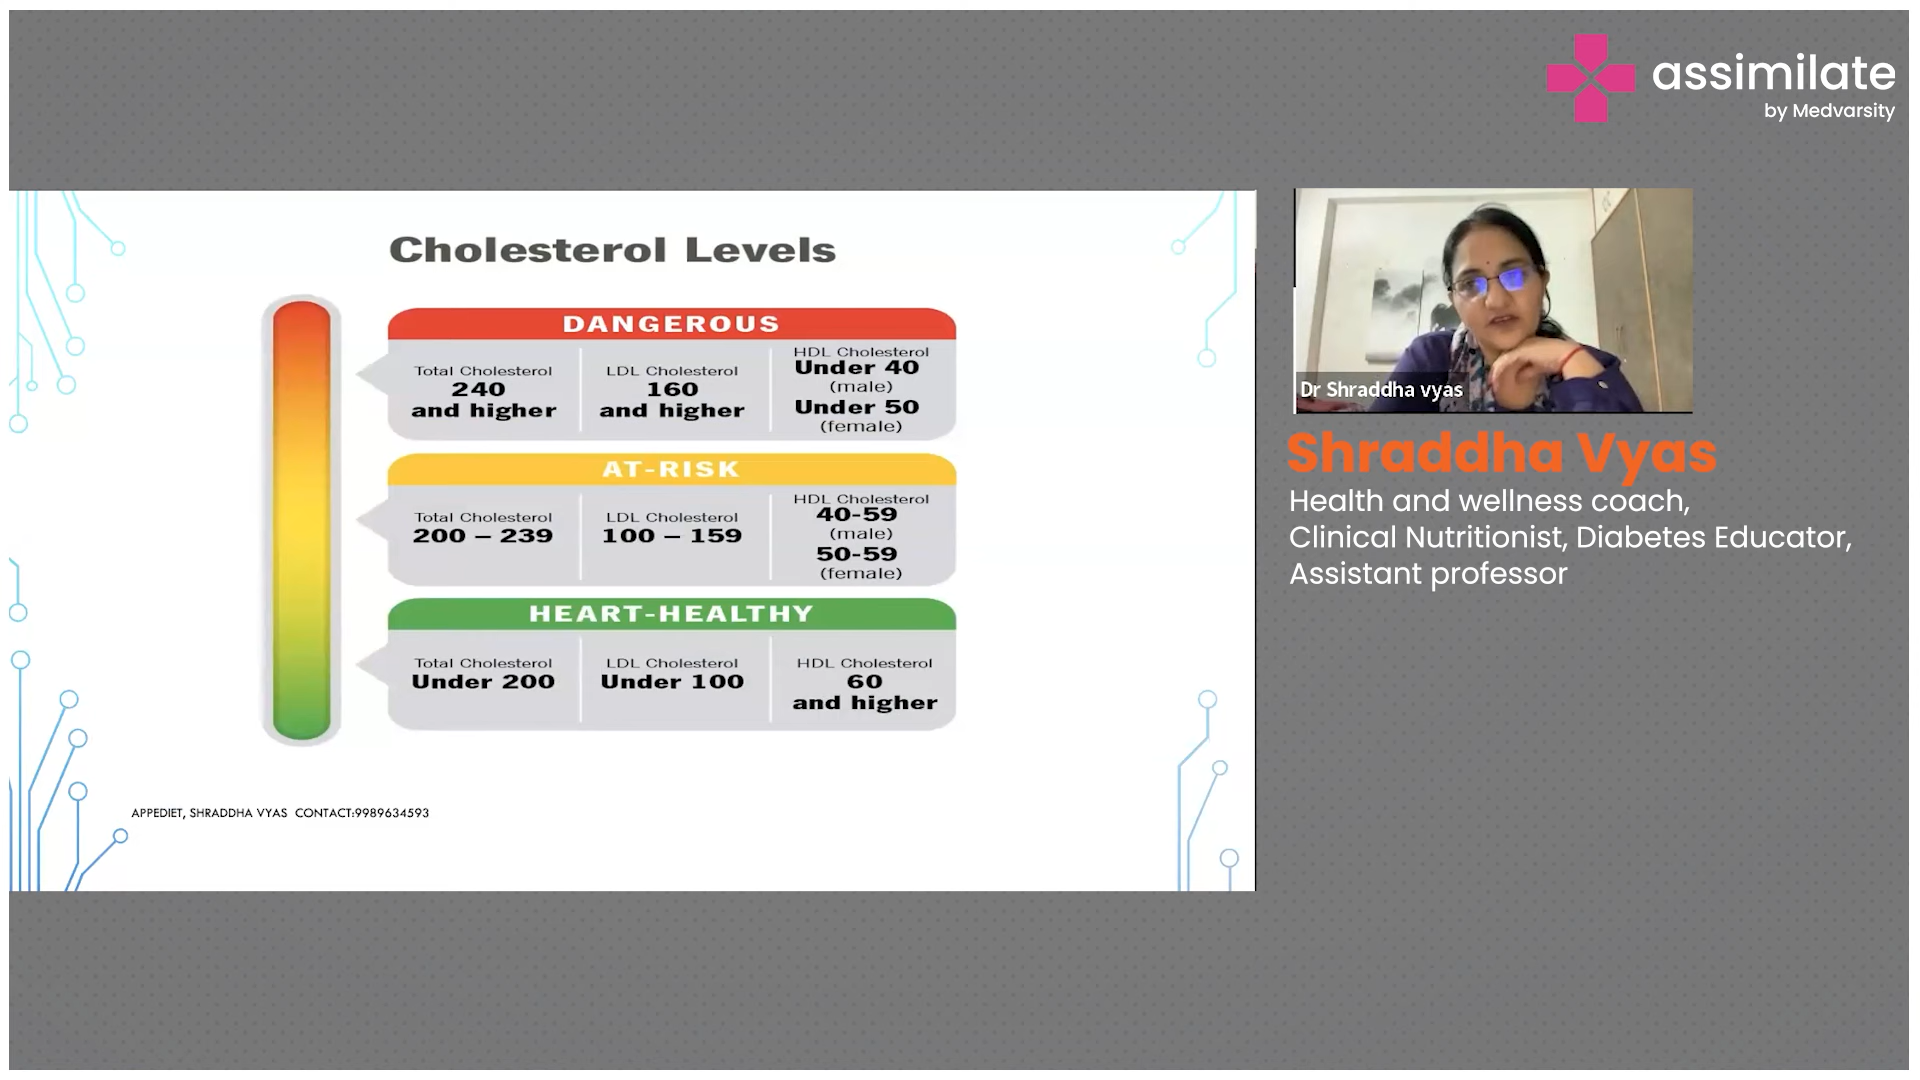 assimilate
by Medvarsity
Cholesterol Levels
DANGEROUS
Total Cholesterol
240
and higher
LDL Cholesterol
160
and higher
HDL Cholesterol
Under 40
(male)
Under 50
(female)
AT-RISK
Total Cholesterol
200 – 239
LDL Cholesterol
100 – 159
HDL Cholesterol
40-59
(male)
50-59
(female)
HEART-HEALTHY
Total Cholesterol
Under 200
LDL Cholesterol
Under 100
HDL Cholesterol
60
and higher
APPEDIET, SHRADDHA VYAS CONTACT:9989634593
Dr Shraddha vyas
Shraddha Vyas
Health and wellness coach,
Clinical Nutritionist, Diabetes Educator,
Assistant professor